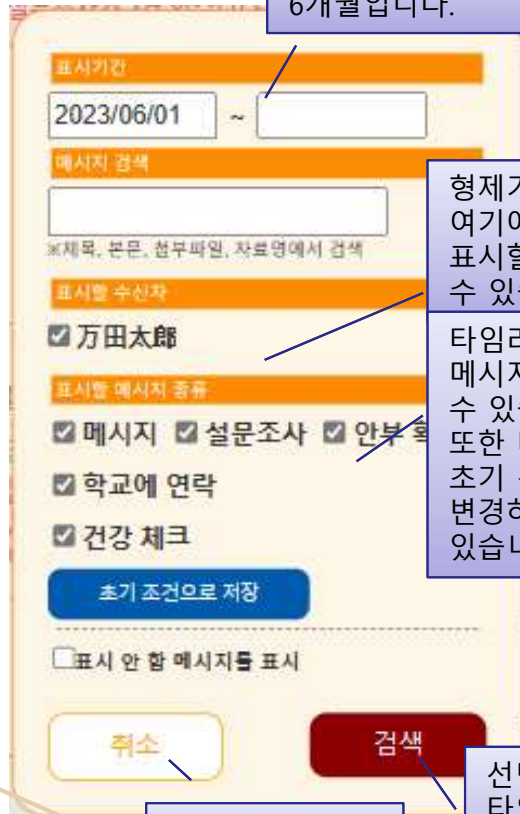 6개월입니다.
표시기간
2023/06/01 ~
메시지 검색
※제목, 본문, 첨부파일, 자료명에서 검색
표시할 수신자
万田太郎
표시할 메시지 종류
메시지 설문조사 안부
학교에 연락
건강 체크
초기 조건으로 저장
표시 안 함 메시지를 표시
취소
검색
형제
여기에
표시할
수 있
타임라
메시지
수 있
또한
초기
변경하
있습니
선택
타임